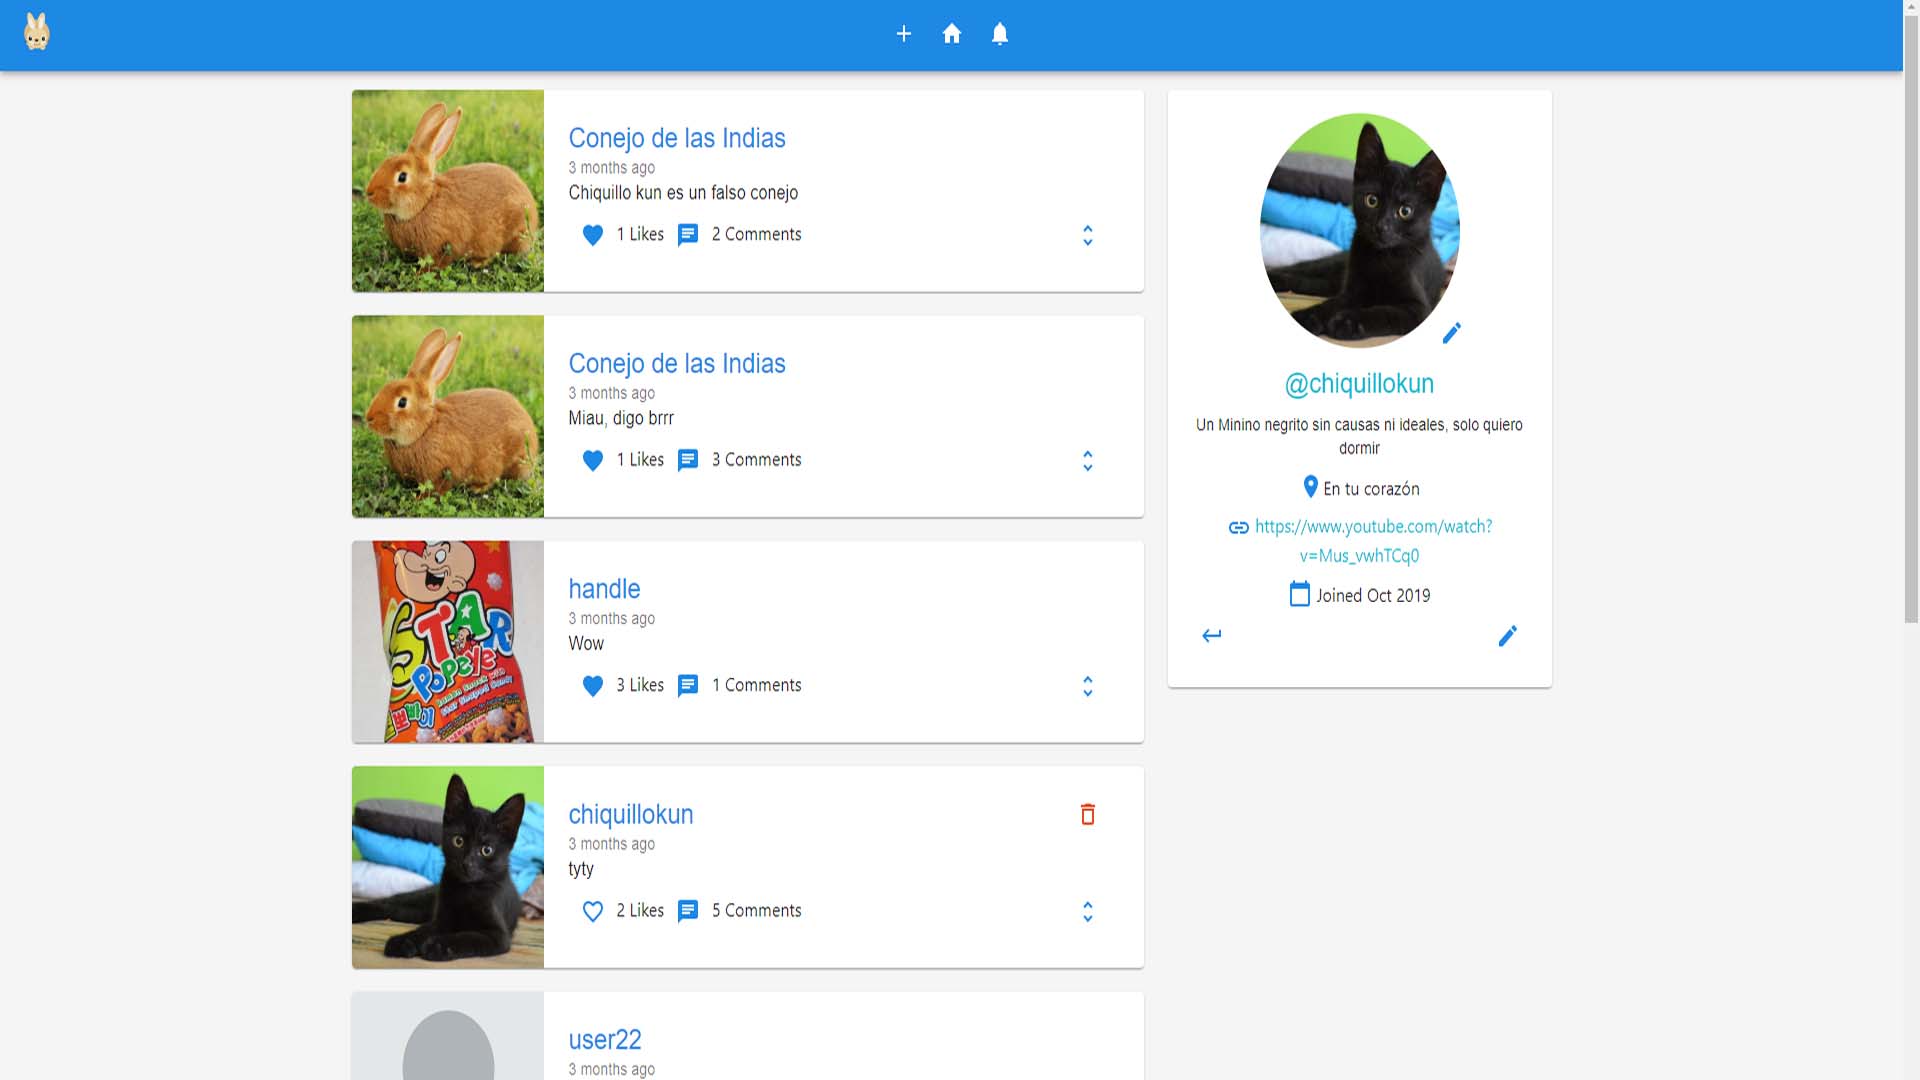 Conejo de las Indias
3 months ago
Chiquillo kun es un falso conejo
1 Likes 2 Comments
Conejo de las Indias
3 months ago
Miau, digo brrr
1 Likes 3 Comments
STAR
POPEYE
뽀빠이
handle
3 months ago
Wow
3 Likes 1 Comments
chiquillokun
3 months ago
tyty
2 Likes 5 Comments
user22
3 months ago
@chiquillokun
Un Minino negrito sin causas ni ideales, solo quiero
dormir
En tu corazón
https://www.youtube.com/watch?
v=Mus_vwhTCq0
Joined Oct 2019